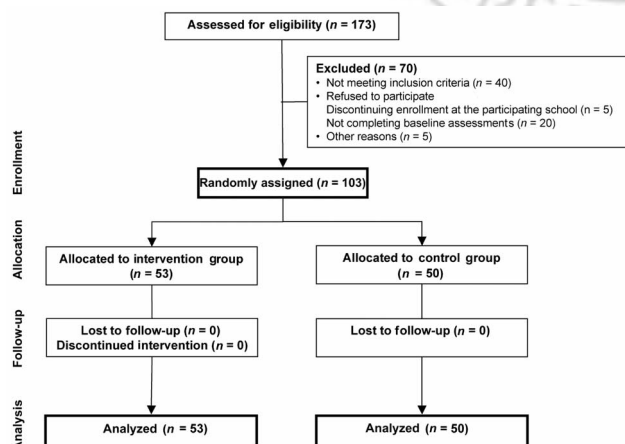 Assessed for eligibility (n = 173)
Excluded (n = 70)
• Not meeting inclusion criteria (n = 40)
• Refused to participate
Discontinuing enrollment at the participating school (n = 5)
Not completing baseline assessments (n = 20)
• Other reasons (n = 5)
Enrollment
Randomly assigned (n = 103)
Allocation
Allocated to intervention group
(n = 53)
Allocated to control group
(n = 50)
Follow-up
Lost to follow-up (n = 0)
Discontinued intervention (n = 0)
Lost to follow-up (n = 0)
Analysis
Analyzed (n = 53)
Analyzed (n = 50)